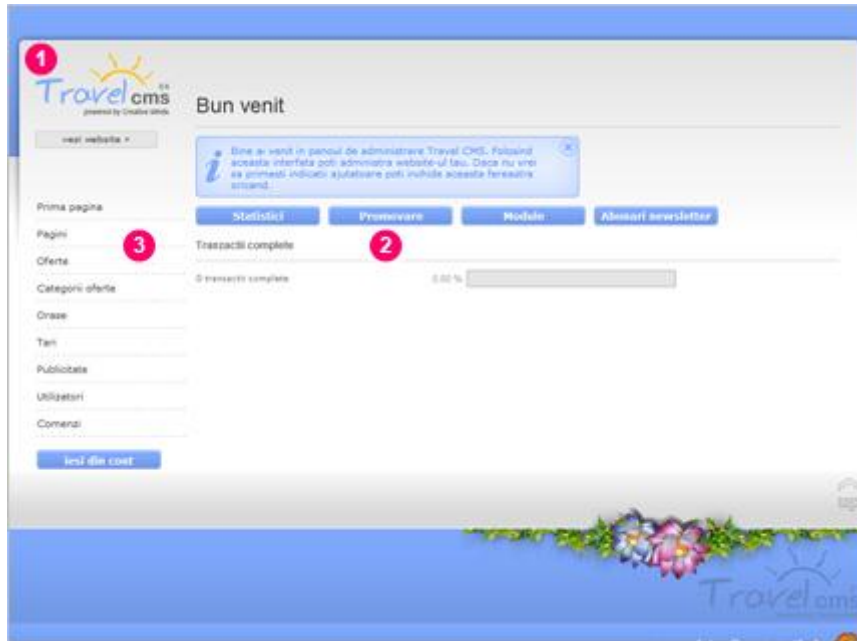 1
Travel cms
powered by Creative Minds
vezi website »
Prima pagina
Pagini
3
Oferte
Categorii oferte
Orase
Tari
Publicitate
Utilizatori
Comenzi
iesi din cont
Bun venit
Bine ai venit in panoul de administrare Travel CMS. Folosind
aceasta interfata poti administra website-ul tau. Daca nu vrei
sa primesti indicatii ajutatoare poti inchide aceasta fereastra
oricand.
Statistici
Promovare
Module
Abonari newsletter
2
Tranzactii complete
0 tranzactii complete
0.00 %
Travel cms